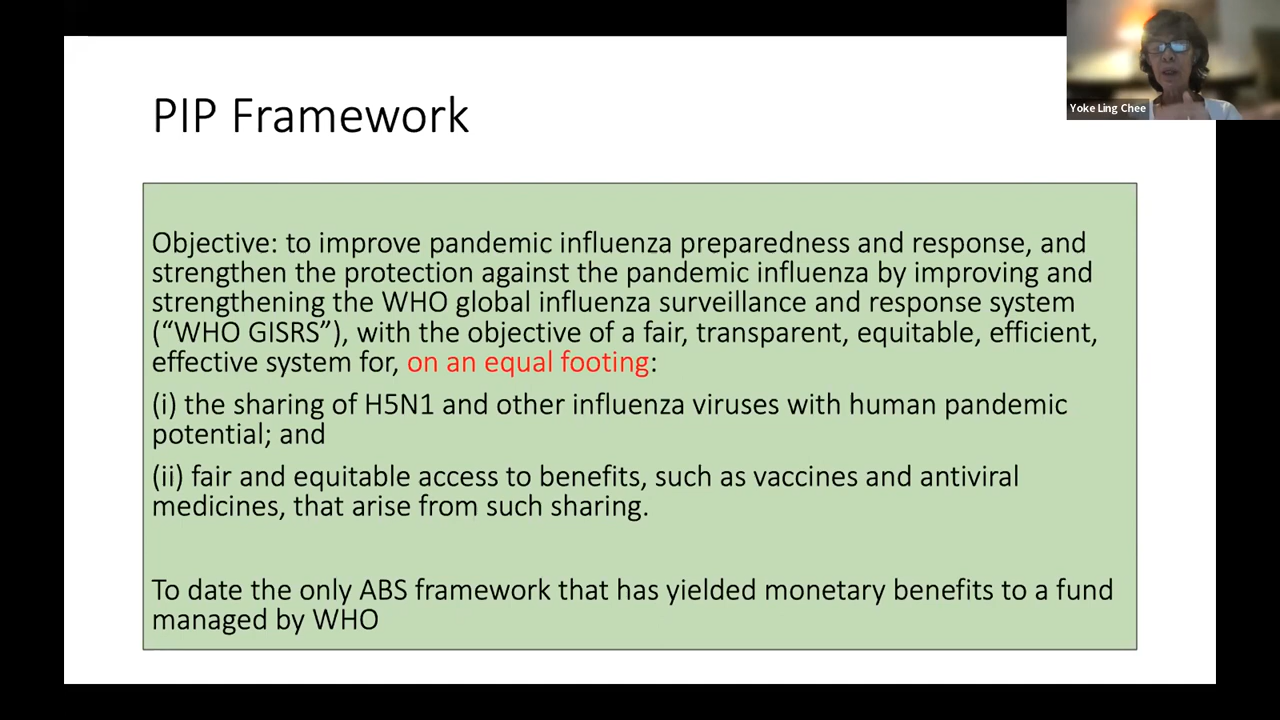 PIP Framework
Yoke Ling Chee
Objective: to improve pandemic influenza preparedness and response, and
strengthen the protection against the pandemic influenza by improving and
strengthening the WHO global influenza surveillance and response system
(“WHO GISRS”), with the objective of a fair, transparent, equitable, efficient,
effective system for, on an equal footing:
(i) the sharing of H5N1 and other influenza viruses with human pandemic
potential; and
(ii) fair and equitable access to benefits, such as vaccines and antiviral
medicines, that arise from such sharing.
To date the only ABS framework that has yielded monetary benefits to a fund
managed by WHO